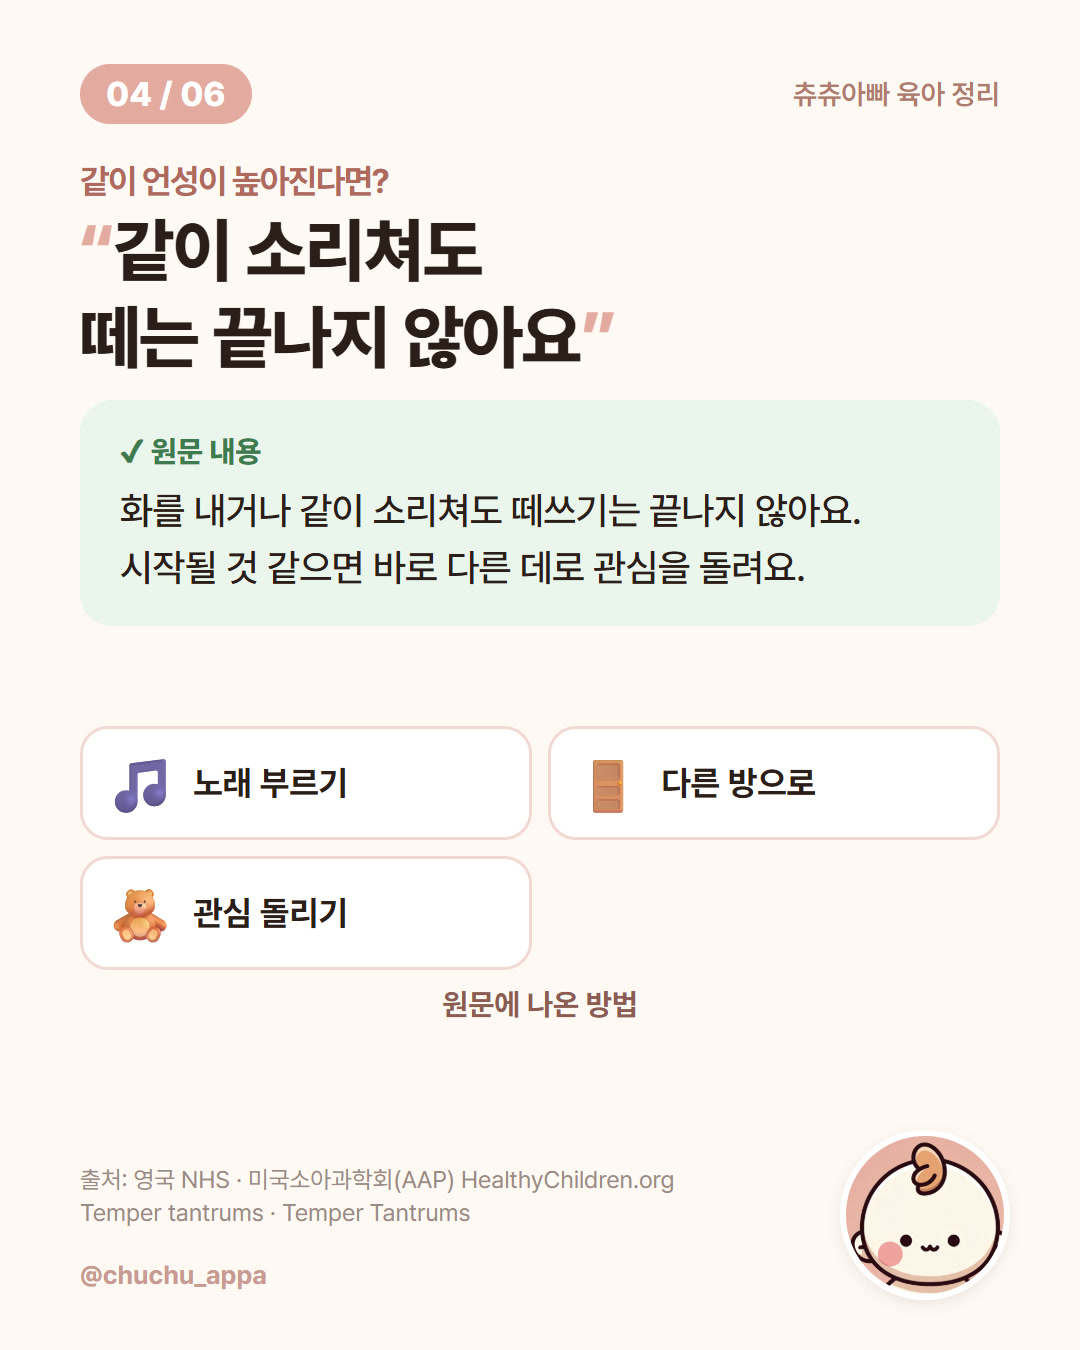 04 / 06
츄츄아빠 육아 정리
같이 언성이 높아진다면?
“같이 소리쳐도
떼는 끝나지 않아요”
✓ 원문 내용
화를 내거나 같이 소리쳐도 떼쓰기는 끝나지 않아요.
시작될 것 같으면 바로 다른 데로 관심을 돌려요.
노래 부르기
다른 방으로
관심 돌리기
원문에 나온 방법
출처: 영국 NHS · 미국소아과학회(AAP) HealthyChildren.org
Temper tantrums · Temper Tantrums
@chuchu_appa